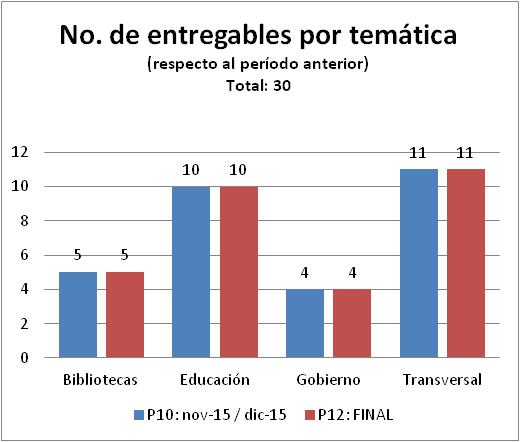 No. de entregables por temática
(respecto al período anterior)
Total: 30
12
10
8
6
4
2
0
5 5 10 10 4 4 11 11
Bibliotecas Educación Gobierno Transversal
P10: nov-15 / dic-15 P12: FINAL